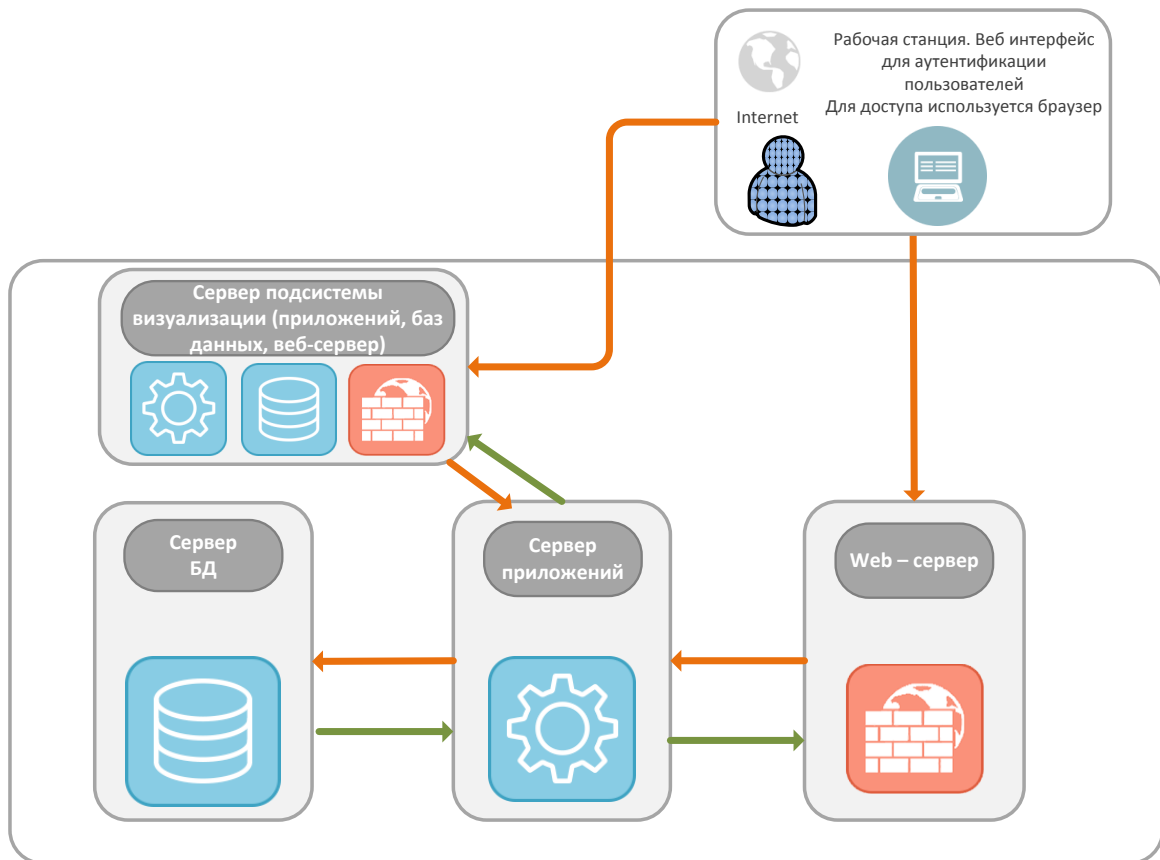 Рабочая станция. Веб интерфейс
для аутентификации
пользователей
Для доступа используется браузер
Internet
Сервер подсистемы
визуализации (приложений, баз
данных, веб-сервер)
Сервер
БД
Сервер
приложений
Web – сервер